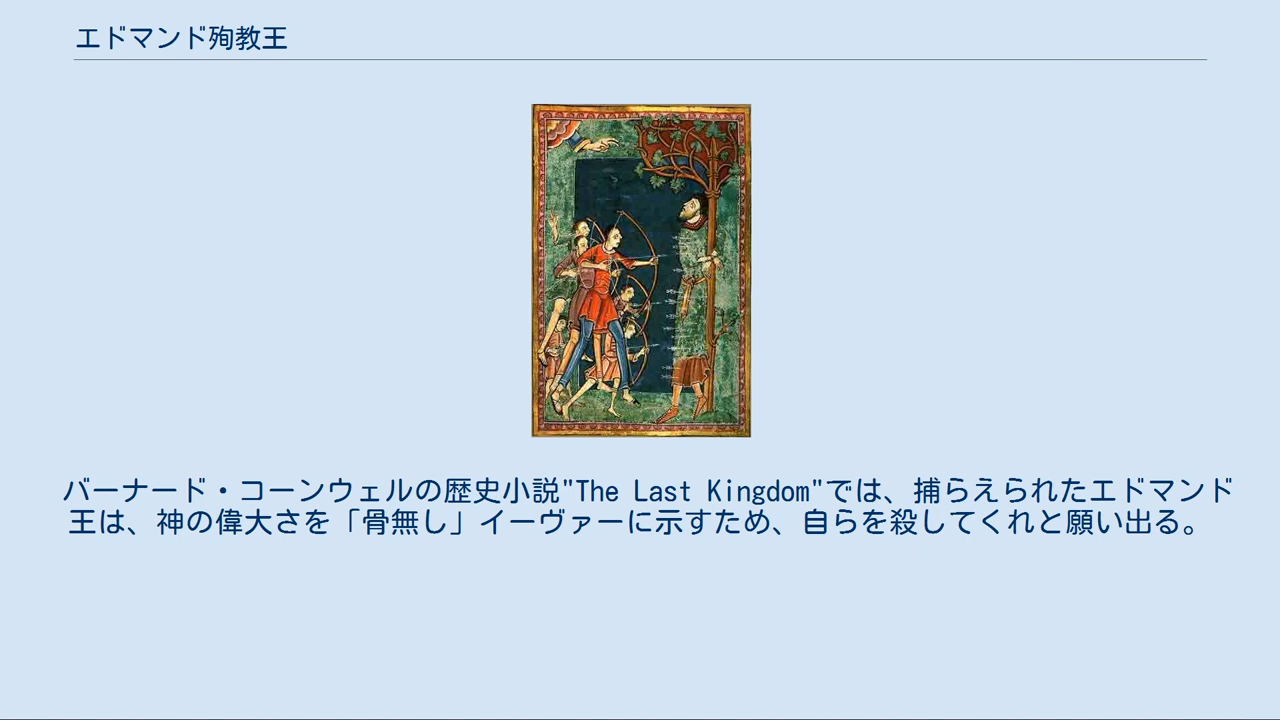 エドマンド殉教王
バーナード・コーンウェルの歴史小説"The Last Kingdom"では、捕らえられたエドマンド
王は、神の偉大さを「骨無し」イーヴァーに示すため、自らを殺してくれと願い出る。